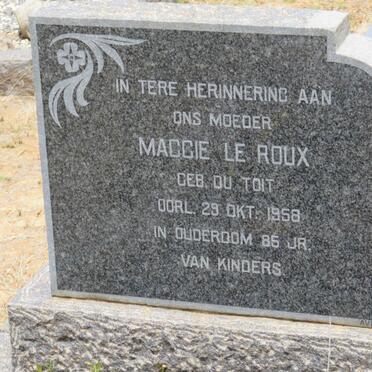 IN TERE HERINNERING AAN
ONS MOEDER
MAGGIE LE ROUX
GEB. DU TOIT
OORL. 29 OKT. 1958
IN OUDERDOM 85 JR.
VAN KINDERS